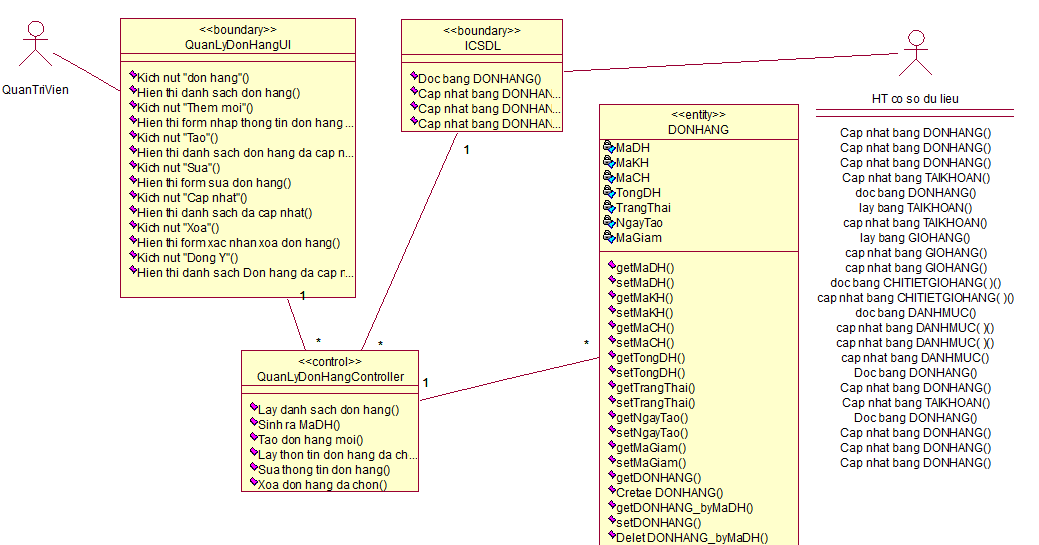 QuanTriVien
<<boundary>>
QuanLyDonHangUI
Kich nut "don hang"()
Hien thi danh sach don hang()
Kich nut "Them moi"()
Hien thi form nhap thong tin don hang ...
Kich nut "Tao"()
Hien thi danh sach don hang da cap n...
Kich nut "Sua"()
Hien thi form sua don hang()
Kich nut "Cap nhat"()
Hien thi danh sach da cap nhat()
Kich nut "Xoa"()
Hien thi form xac nhan xoa don hang()
Kich nut "Dong Y"()
Hien thi danh sach Don hang da cap n...
1
*
<<boundary>>
ICSDL
Doc bang DONHANG()
Cap nhat bang DONHAN...
Cap nhat bang DONHAN...
Cap nhat bang DONHAN...
1
*
<<control>>
QuanLyDonHangController
Lay danh sach don hang()
Sinh ra MaDH()
Tao don hang moi()
Lay thon tin don hang da ch...
Sua thong tin don hang()
Xoa don hang da chon()
1
*
<<entity>>
DONHANG
MaDH
MaKH
MaCH
TongDH
TrangThai
NgayTao
MaGiam
getMaDH()
setMaDH()
getMaKH()
setMaKH()
getMaCH()
setMaCH()
getTongDH()
setTongDH()
getTrangThai()
setTrangThai()
getNgayTao()
setNgayTao()
getMaGiam()
setMaGiam()
getDONHANG()
Cretae DONHANG()
getDONHANG_byMaDH()
setDONHANG()
Delet DONHANG_byMaDH()
HT co so du lieu
Cap nhat bang DONHANG()
Cap nhat bang DONHANG()
Cap nhat bang DONHANG()
Cap nhat bang TAIKHOAN()
doc bang DONHANG()
lay bang TAIKHOAN()
cap nhat bang TAIKHOAN()
lay bang GIOHANG()
cap nhat bang GIOHANG()
cap nhat bang GIOHANG()
doc bang CHITIETGIOHANG( )()
cap nhat bang CHITIETGIOHANG( )()
doc bang DANHMUC()
cap nhat bang DANHMUC( )()
cap nhat bang DANHMUC( )()
cap nhat bang DANHMUC()
Doc bang DONHANG()
Cap nhat bang DONHANG()
Cap nhat bang TAIKHOAN()
Doc bang DONHANG()
Cap nhat bang DONHANG()
Cap nhat bang DONHANG()
Cap nhat bang DONHANG()